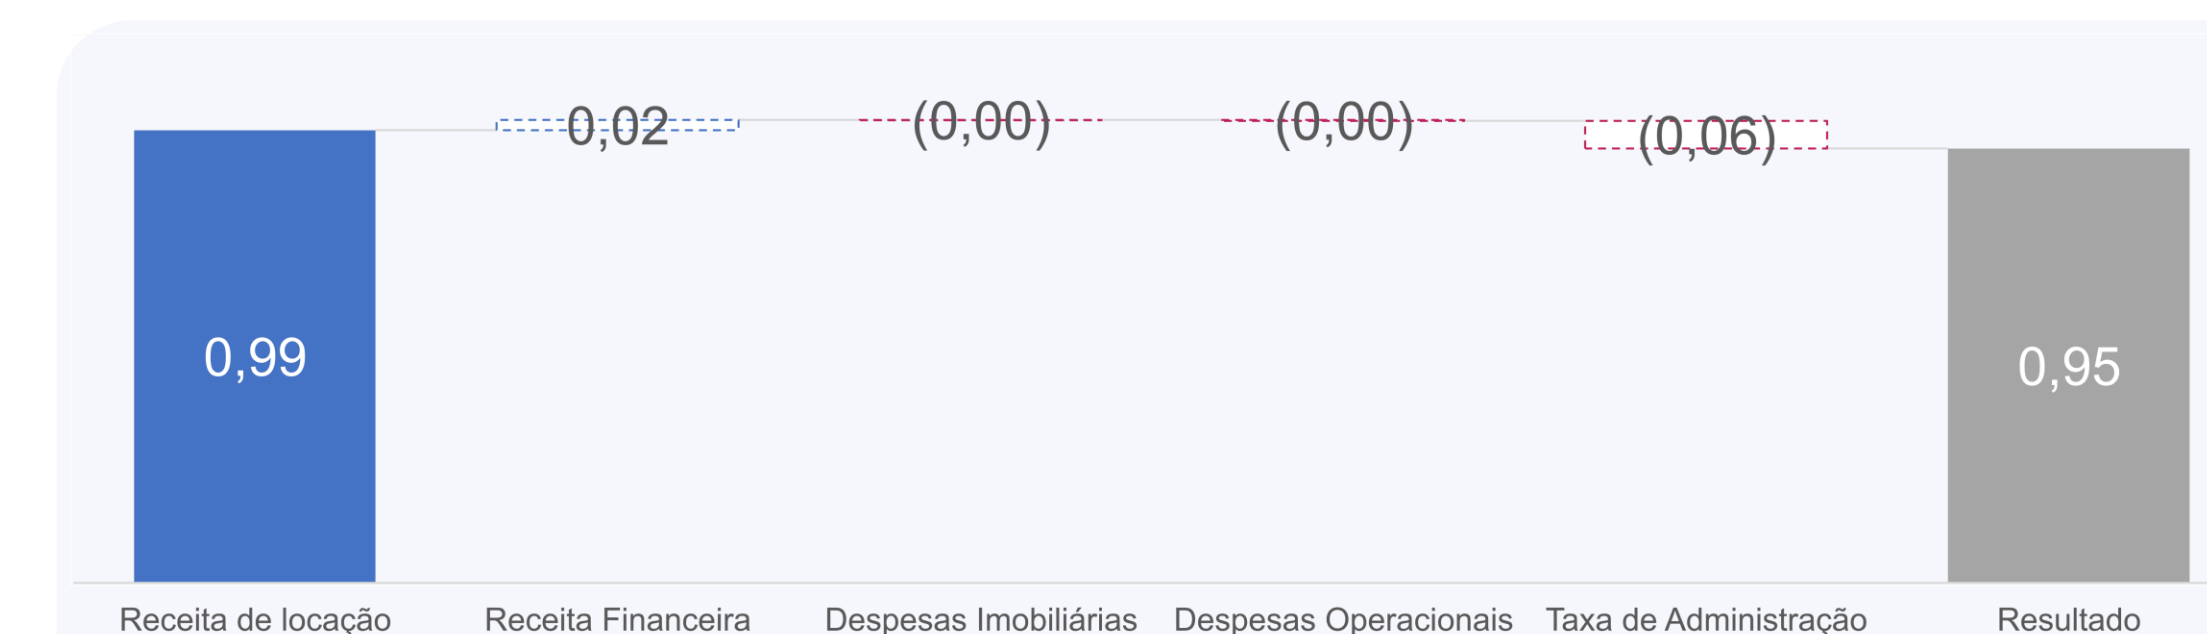 0,99
0,02
(0,00)
(0,00)
(0,06)
0,95
Receita de locação
Receita Financeira
Despesas Imobiliárias
Despesas Operacionais
Taxa de Administração
Resultado